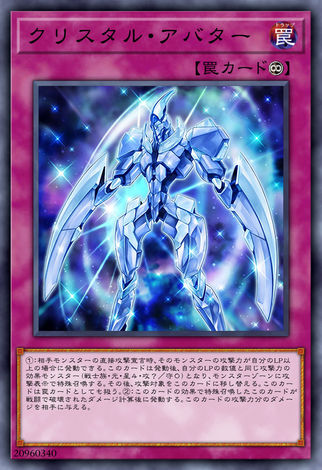 クリスタル・アバター
トラップ
罠
【罠カード】
①:相手モンスターの直接攻撃宣言時、そのモンスターの攻撃力が自分のLP以
上の場合に発動できる。このカードは発動後、自分のLPの数値と同じ攻撃力の
効果モンスター(戦士族・光・星4・攻?/守0)となり、モンスターゾーンに攻
撃表示で特殊召喚する。その後、攻撃対象をこのカードに移し替える。このカード
は罠カードとしても扱う。②:このカードの効果で特殊召喚したこのカードが
戦闘で破壊されたダメージ計算後に発動する。このカードの攻撃力分のダメー
ジを相手に与える。
20960340